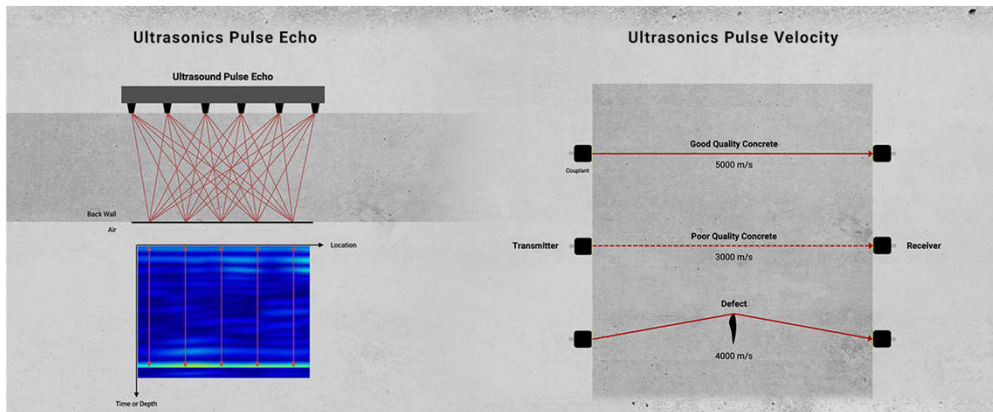 Ultrasonics Pulse Echo
Ultrasound Pulse Echo
Back Wall
Air
Location
Time or Depth
Ultrasonics Pulse Velocity
Good Quality Concrete
5000 m/s
Couplant
Poor Quality Concrete
Transmitter
Receiver
3000 m/s
Defect
4000 m/s